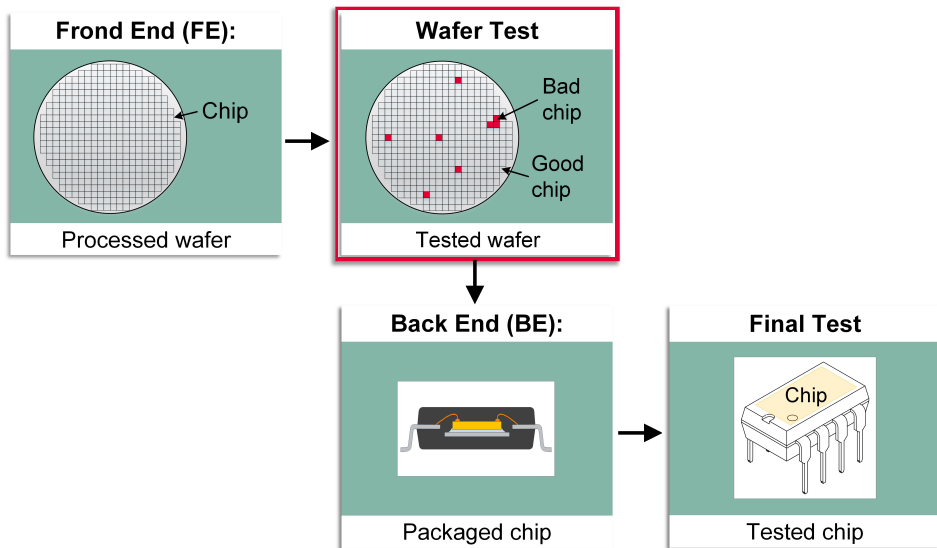 Frond End (FE):
Chip
Processed wafer
Wafer Test
Bad
chip
Good
chip
Tested wafer
Back End (BE):
Packaged chip
Final Test
Chip
Tested chip